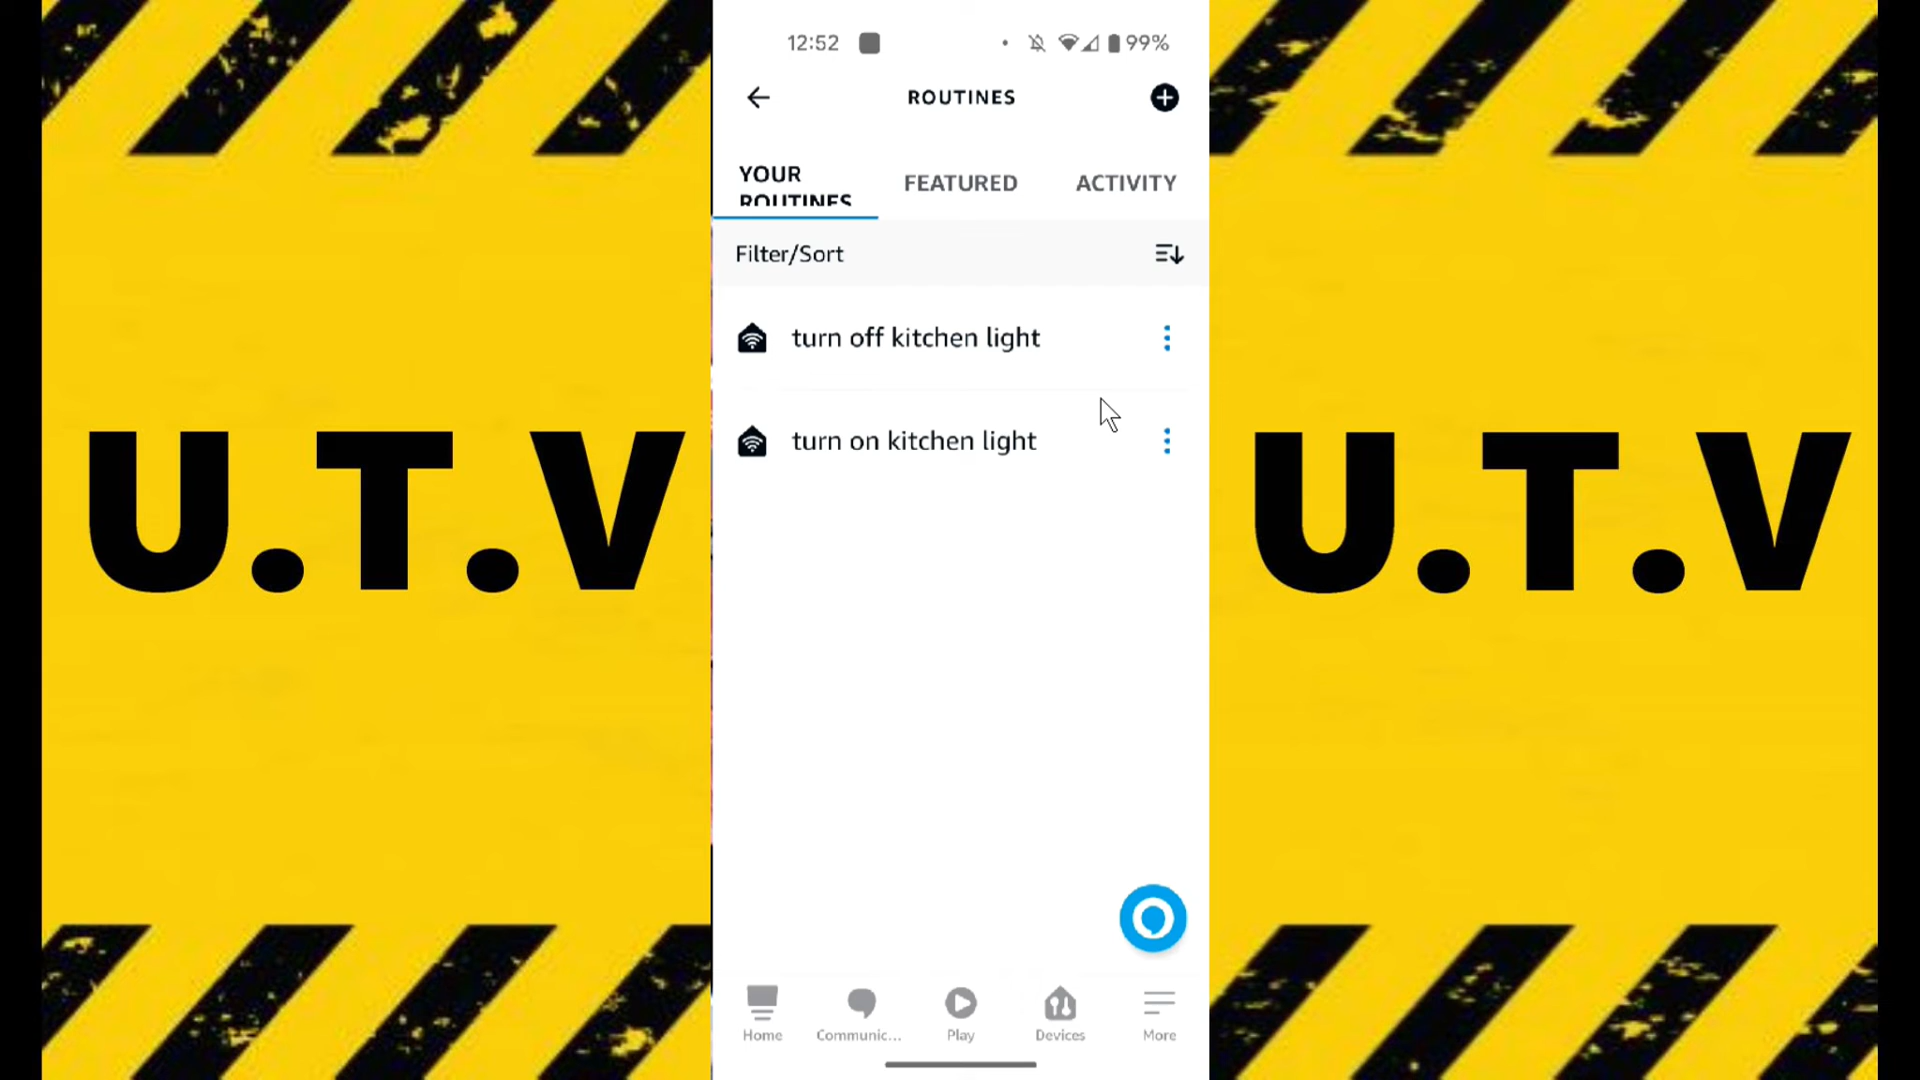 12:52
99%
ROUTINES
YOUR ROUTINES
FEATURED
ACTIVITY
Filter/Sort
turn off kitchen light
turn on kitchen light
U.T.V
U.T.V
Home
Communic...
Play
Devices
More